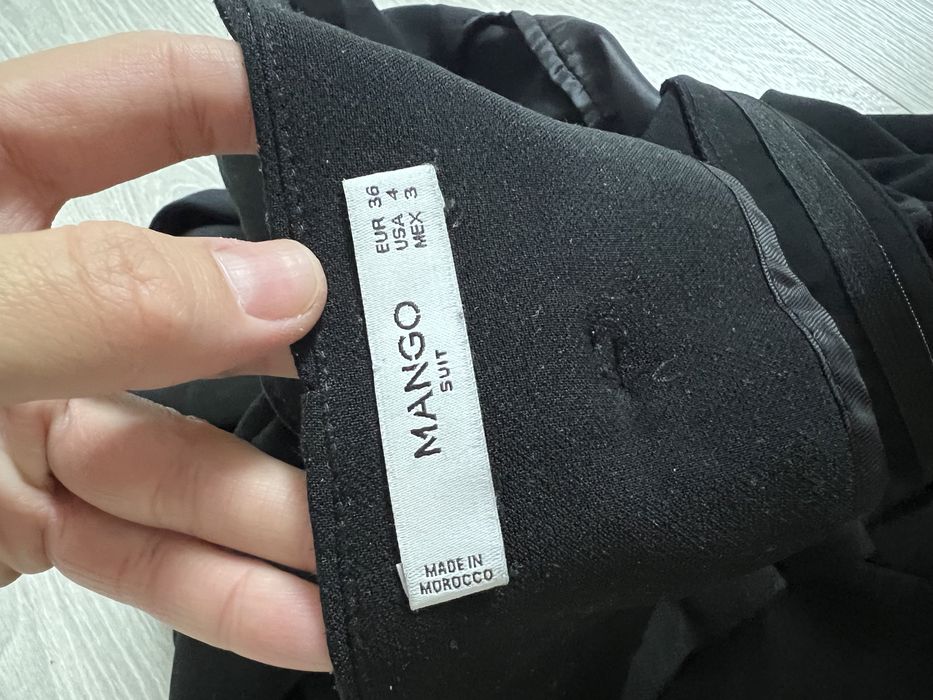 EUR 36
USA 4
MEX 3
MANGO
SUIT
MADE IN
MOROCCO